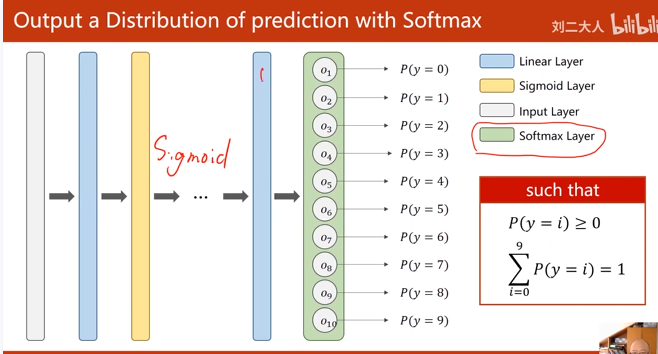 Output a Distribution of prediction with Softmax
刘二大人 bilibili
o₁ P(y = 0)
o₂ P(y = 1)
o₃ P(y = 2)
o₄ P(y = 3)
o₅ P(y = 4)
o₆ P(y = 5)
o₇ P(y = 6)
o₈ P(y = 7)
o₉ P(y = 8)
o₁₀ P(y = 9)
Sigmoid
...
Linear Layer
Sigmoid Layer
Input Layer
Softmax Layer
such that
P(y = i) ≥ 0
∑_{i=0}^{9} P(y = i) = 1